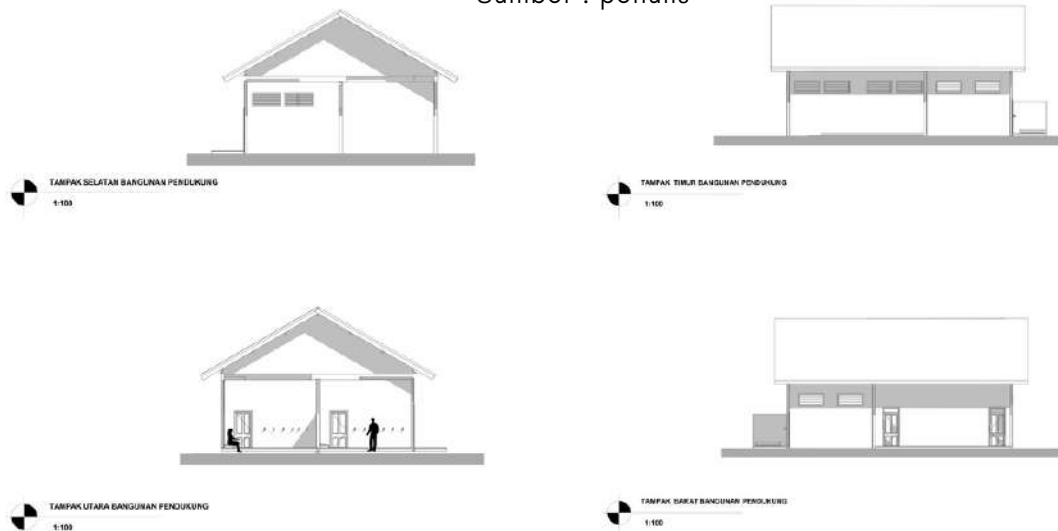 Sumber : penulis
TAMPAK SELATAN BANGUNAN PENDUKUNG
1:100
TAMPAK TIMUR BANGUNAN PENDUKUNG
1:100
TAMPAK UTARA BANGUNAN PENDUKUNG
1:100
TAMPAK BARAT BANGUNAN PENDUKUNG
1:100